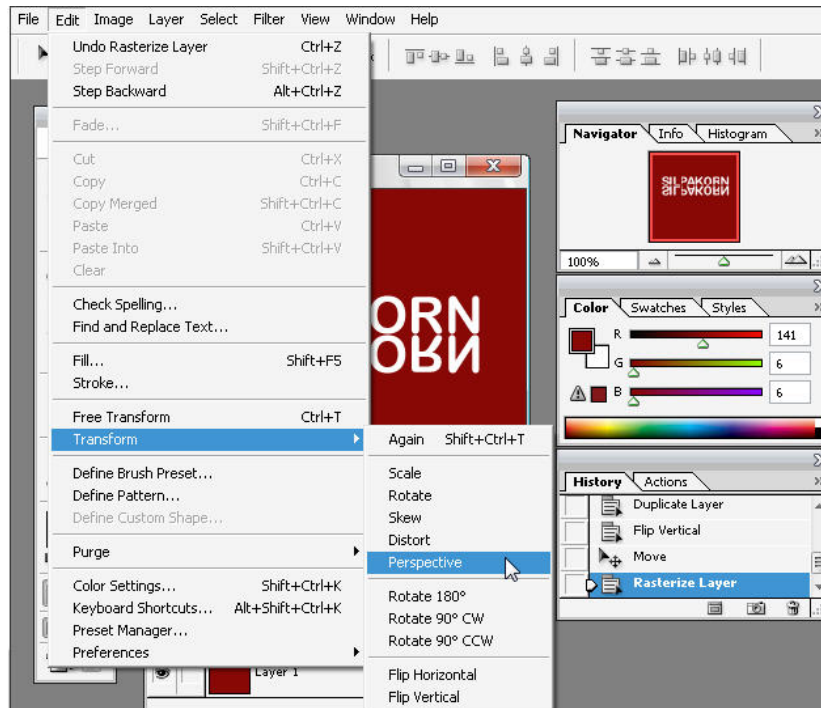 File Edit Image Layer Select Filter View Window Help
Undo Rasterize Layer Ctrl+Z
Step Forward Shift+Ctrl+Z
Step Backward Alt+Ctrl+Z
Fade... Shift+Ctrl+F
Cut Ctrl+X
Copy Ctrl+C
Copy Merged Shift+Ctrl+C
Paste Ctrl+V
Paste Into Shift+Ctrl+V
Clear
Check Spelling...
Find and Replace Text...
Fill... Shift+F5
Stroke...
Free Transform Ctrl+T
Transform
Define Brush Preset...
Define Pattern...
Define Custom Shape...
Purge
Color Settings... Shift+Ctrl+K
Keyboard Shortcuts... Alt+Shift+Ctrl+K
Preset Manager...
Preferences
Again Shift+Ctrl+T
Scale
Rotate
Skew
Distort
Perspective
Rotate 180°
Rotate 90° CW
Rotate 90° CCW
Flip Horizontal
Flip Vertical
ORN
Layer 1
Navigator Info Histogram
SILPAKORN
100%
Color Swatches Styles
R 141
G 6
B 6
History Actions
Duplicate Layer
Flip Vertical
Move
Rasterize Layer